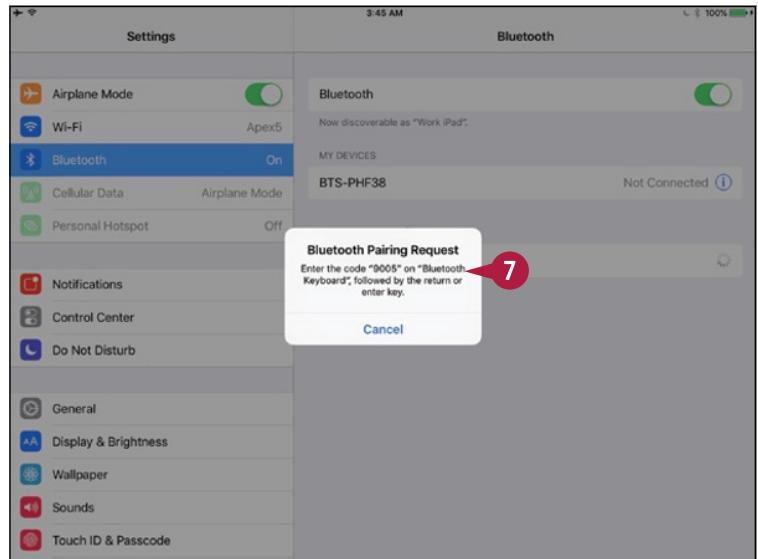 3:45 AM
100%
Settings
Bluetooth
Airplane Mode
Wi-Fi Apex5
Bluetooth On
Cellular Data Airplane Mode
Personal Hotspot Off
Notifications
Control Center
Do Not Disturb
General
Display & Brightness
Wallpaper
Sounds
Touch ID & Passcode
Bluetooth
Now discoverable as "Work iPad".
MY DEVICES
BTS-PHF38 Not Connected
Bluetooth Pairing Request
Enter the code "9005" on "Bluetooth
Keyboard", followed by the return or
enter key.
Cancel
7
AA